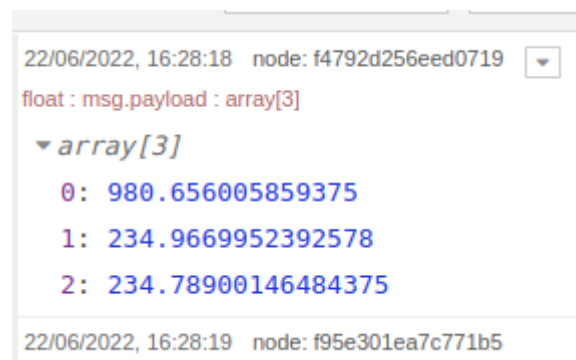 22/06/2022, 16:28:18 node: f4792d256eed0719
float : msg.payload : array[3]
array[3]
0: 980.656005859375
1: 234.9669952392578
2: 234.78900146484375
22/06/2022, 16:28:19 node: f95e301ea7c771b5